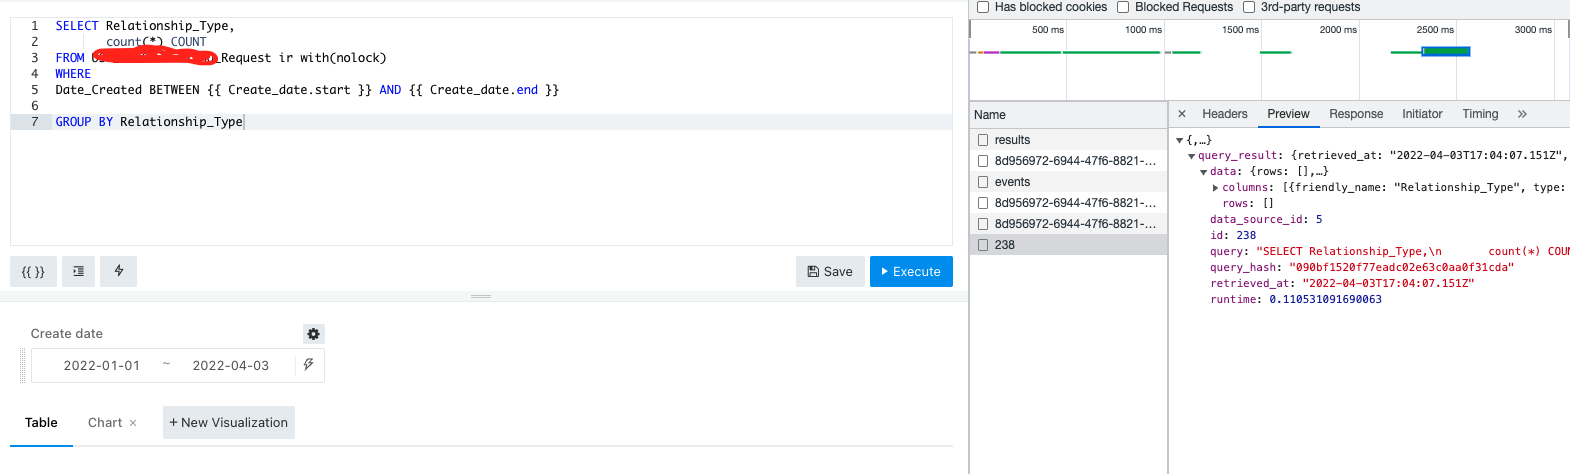 1 SELECT Relationship_Type,
2 count(*) COUNT
3 FROM _Request ir with(nolock)
4 WHERE
5 Date_Created BETWEEN {{ Create_date.start }} AND {{ Create_date.end }}
6
7 GROUP BY Relationship_Type
{{ }}
Save
Execute
Create date
2022-01-01 ~ 2022-04-03
Table
Chart ×
+ New Visualization
Has blocked cookies
Blocked Requests
3rd-party requests
500 ms
1000 ms
1500 ms
2000 ms
2500 ms
3000 ms
Name
results
8d956972-6944-47f6-8821-...
events
8d956972-6944-47f6-8821-...
8d956972-6944-47f6-8821-...
238
× Headers Preview Response Initiator Timing »
{,…}
query_result: {retrieved_at: "2022-04-03T17:04:07.151Z",
data: {rows: [],…}
columns: [{friendly_name: "Relationship_Type", type:
rows: []
data_source_id: 5
id: 238
query: "SELECT Relationship_Type,\n count(*) COUN
query_hash: "090bf1520f77eadc02e63c0aa0f31cda"
retrieved_at: "2022-04-03T17:04:07.151Z"
runtime: 0.110531091690063